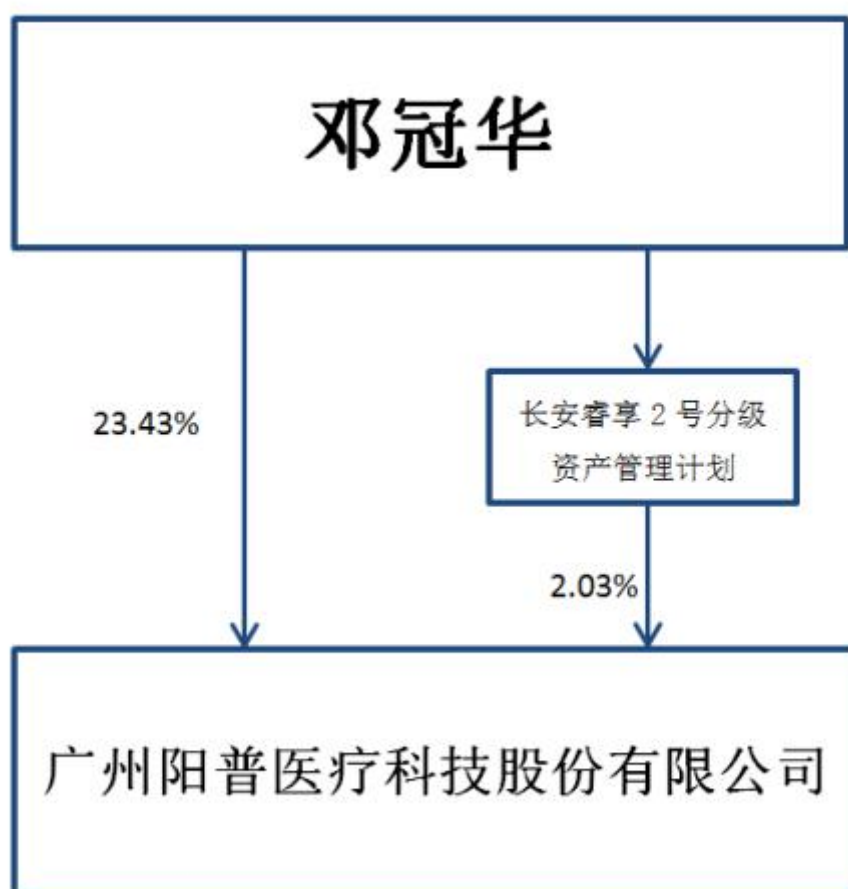 邓冠华
23.43%
长安睿享 2 号分级
资产管理计划
2.03%
广州阳普医疗科技股份有限公司